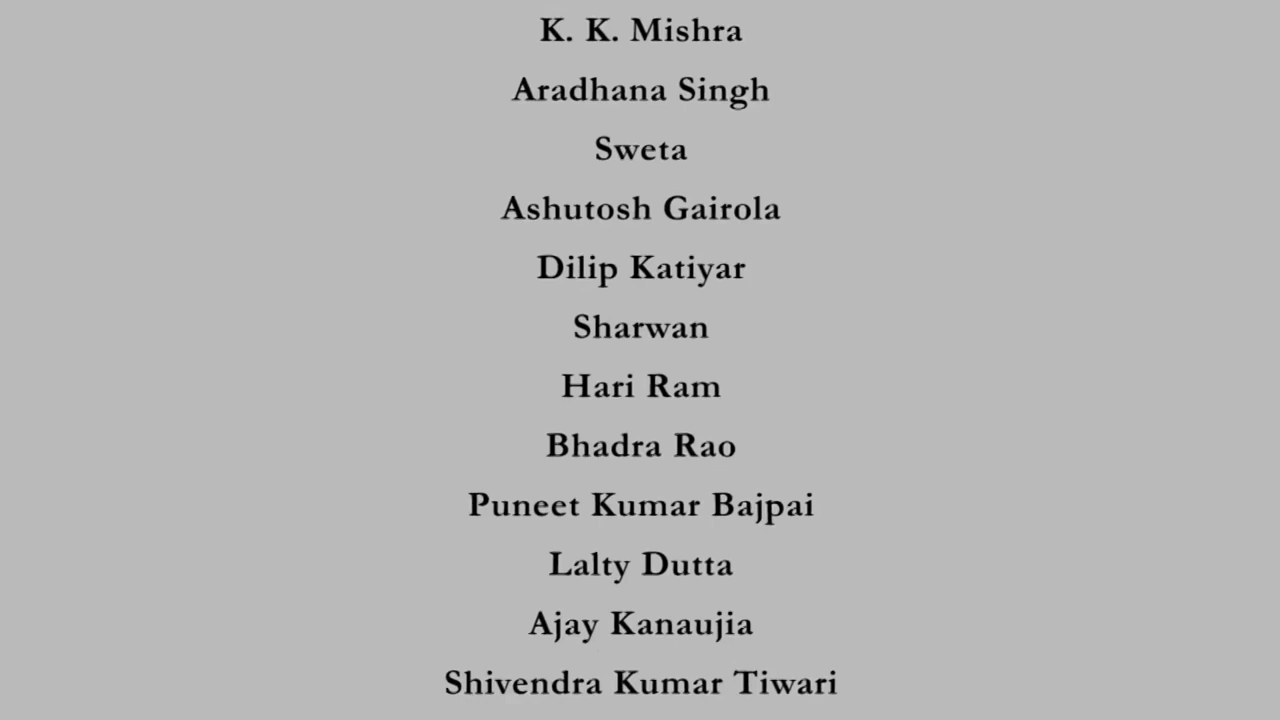 K. K. Mishra
Aradhana Singh
Sweta
Ashutosh Gairola
Dilip Katiyar
Sharwan
Hari Ram
Bhadra Rao
Puneet Kumar Bajpai
Lalty Dutta
Ajay Kanaujia
Shivendra Kumar Tiwari